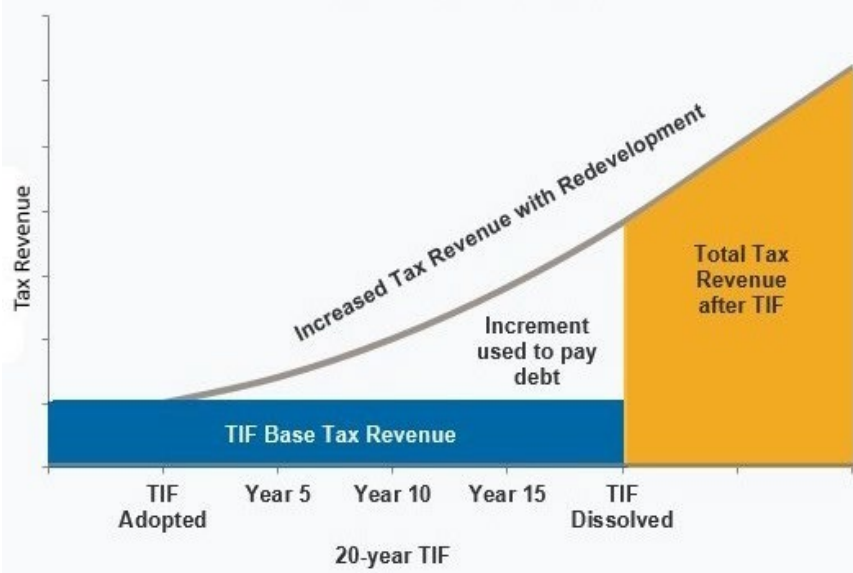 Tax Revenue
Increased Tax Revenue with Redevelopment
Total Tax
Revenue
after TIF
Increment
used to pay
debt
TIF Base Tax Revenue
TIF
Adopted
Year 5
Year 10
Year 15
TIF
Dissolved
20-year TIF